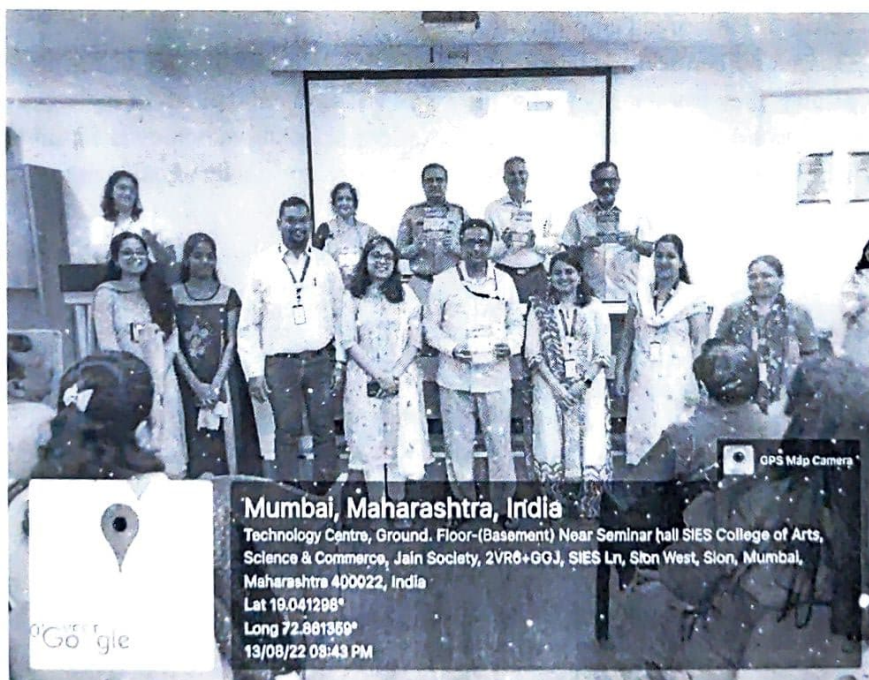 GPS Map Camera
Mumbai, Maharashtra, India
Technology Centre, Ground. Floor-(Basement) Near Seminar hall SIES College of Arts,
Science & Commerce, Jain Society, 2VR6+GGJ, SIES Ln, Sion West, Sion, Mumbai,
Maharashtra 400022, India
Lat 19.041298°
Long 72.861359°
13/08/22 03:43 PM
Google